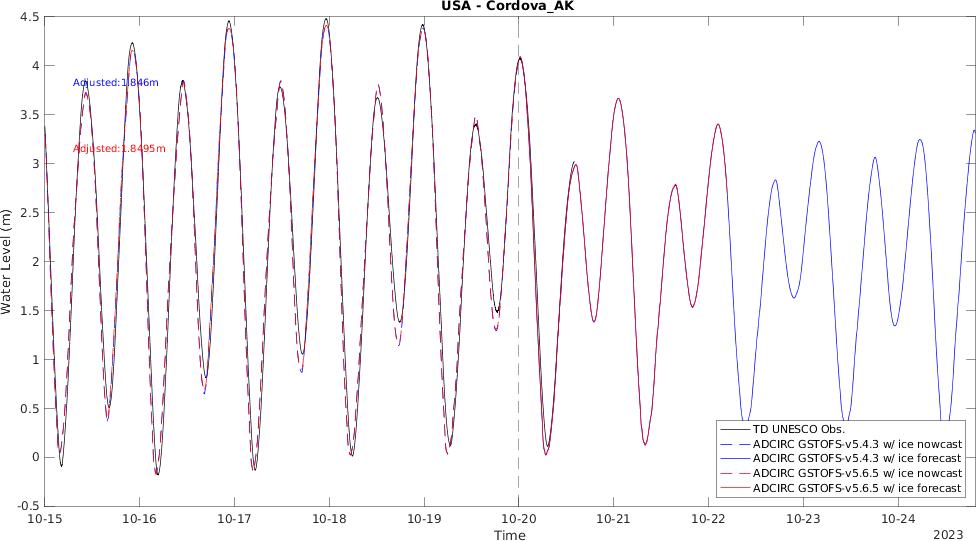 USA - Cordova_AK
4.5
4
3.5
3
2.5
2
1.5
1
0.5
0
-0.5
Water Level (m)
Adjusted:1.846m
Adjusted:1.8495m
TD UNESCO Obs.
ADCIRC GSTOFS-v5.4.3 w/ ice nowcast
ADCIRC GSTOFS-v5.4.3 w/ ice forecast
ADCIRC GSTOFS-v5.6.5 w/ ice nowcast
ADCIRC GSTOFS-v5.6.5 w/ ice forecast
10-15 10-16 10-17 10-18 10-19 10-20 10-21 10-22 10-23 10-24
Time
2023